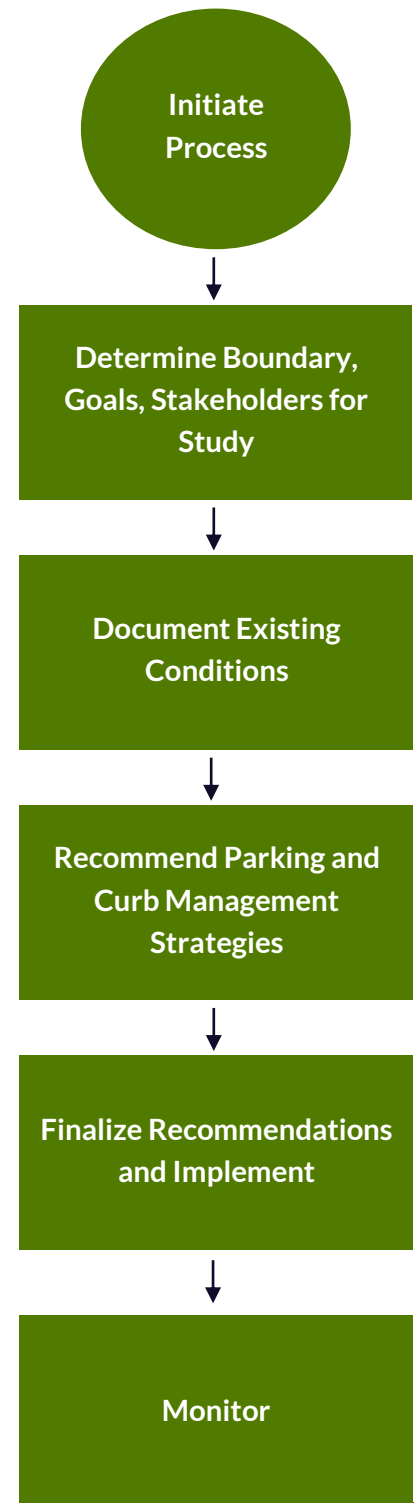 Initiate
Process
Determine Boundary,
Goals, Stakeholders for
Study
Document Existing
Conditions
Recommend Parking and
Curb Management
Strategies
Finalize Recommendations
and Implement
Monitor